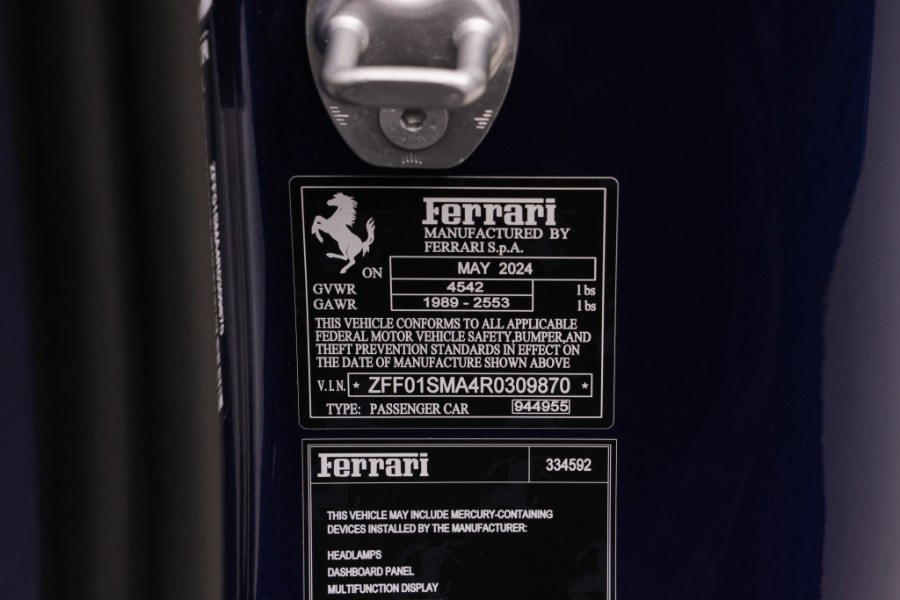 Ferrari
MANUFACTURED BY
FERRARI S.p.A.
ON MAY 2024
GVWR 4542 lbs
GAWR 1989 - 2553 lbs
THIS VEHICLE CONFORMS TO ALL APPLICABLE
FEDERAL MOTOR VEHICLE SAFETY,BUMPER,AND
THEFT PREVENTION STANDARDS IN EFFECT ON
THE DATE OF MANUFACTURE SHOWN ABOVE
V.I.N. * ZFF01SMA4R0309870 *
TYPE: PASSENGER CAR 944955
Ferrari 334592
THIS VEHICLE MAY INCLUDE MERCURY-CONTAINING
DEVICES INSTALLED BY THE MANUFACTURER:
HEADLAMPS
DASHBOARD PANEL
MULTIFUNCTION DISPLAY